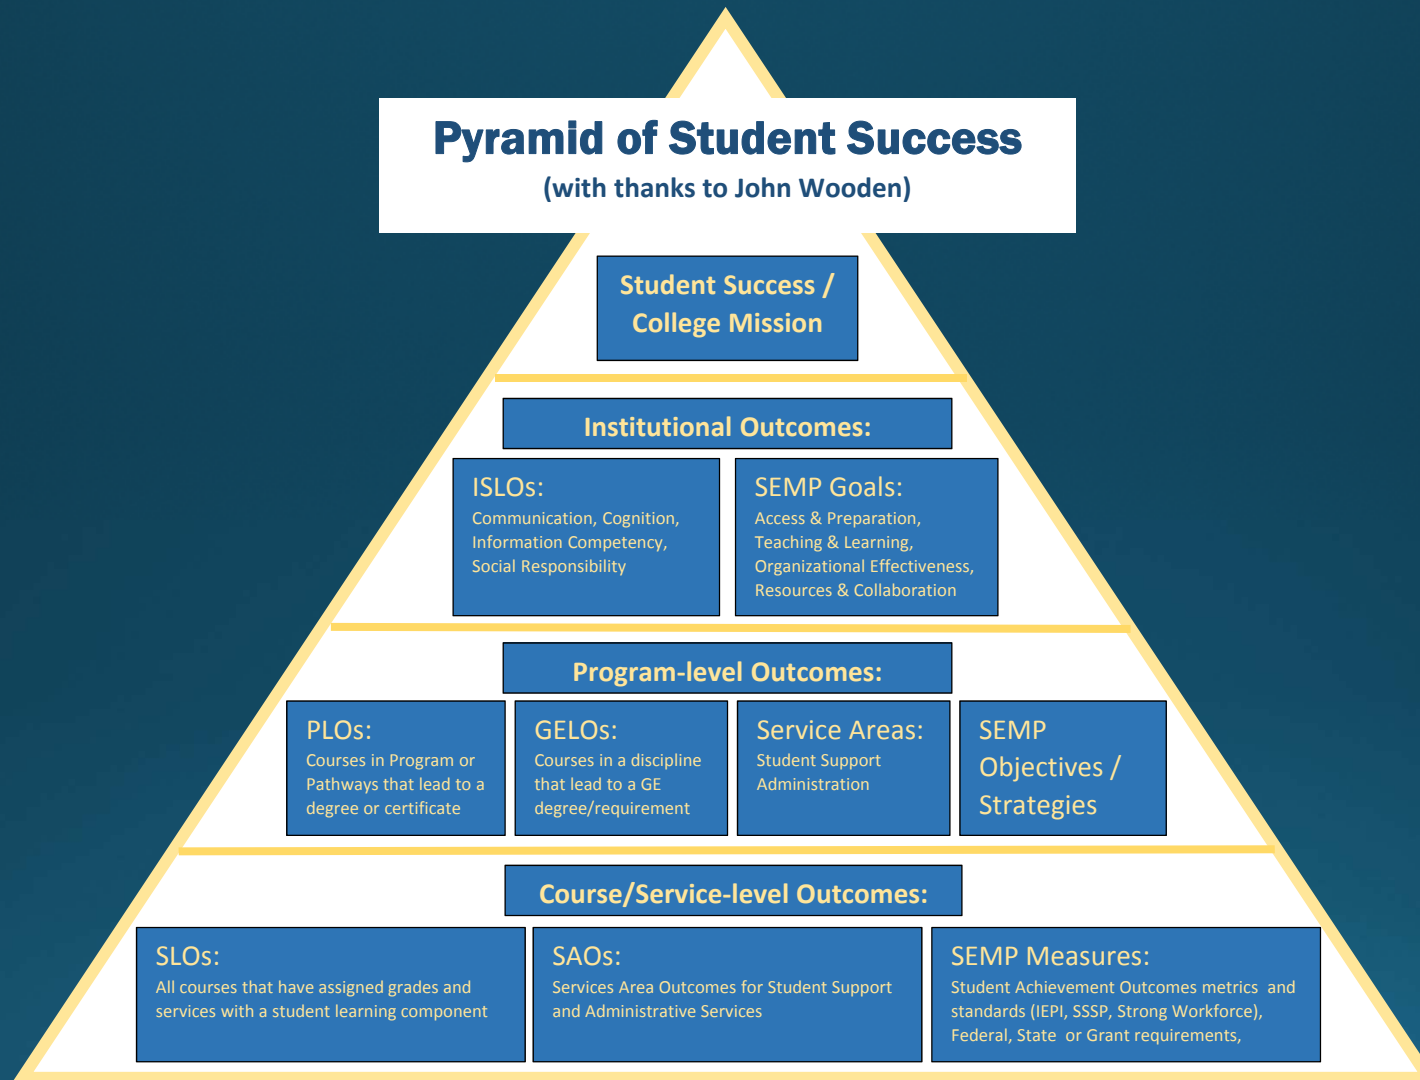 Pyramid of Student Success
(with thanks to John Wooden)
Student Success /
College Mission
Institutional Outcomes:
ISLOs:
Communication, Cognition,
Information Competency,
Social Responsibility
SEMP Goals:
Access & Preparation,
Teaching & Learning,
Organizational Effectiveness,
Resources & Collaboration
Program-level Outcomes:
PLOs:
Courses in Program or
Pathways that lead to a
degree or certificate
GELOs:
Courses in a discipline
that lead to a GE
degree/requirement
Service Areas:
Student Support
Administration
SEMP
Objectives /
Strategies
Course/Service-level Outcomes:
SLOs:
All courses that have assigned grades and
services with a student learning component
SAOs:
Services Area Outcomes for Student Support
and Administrative Services
SEMP Measures:
Student Achievement Outcomes metrics  and
standards (IEPI, SSSP, Strong Workforce),
Federal, State  or Grant requirements,